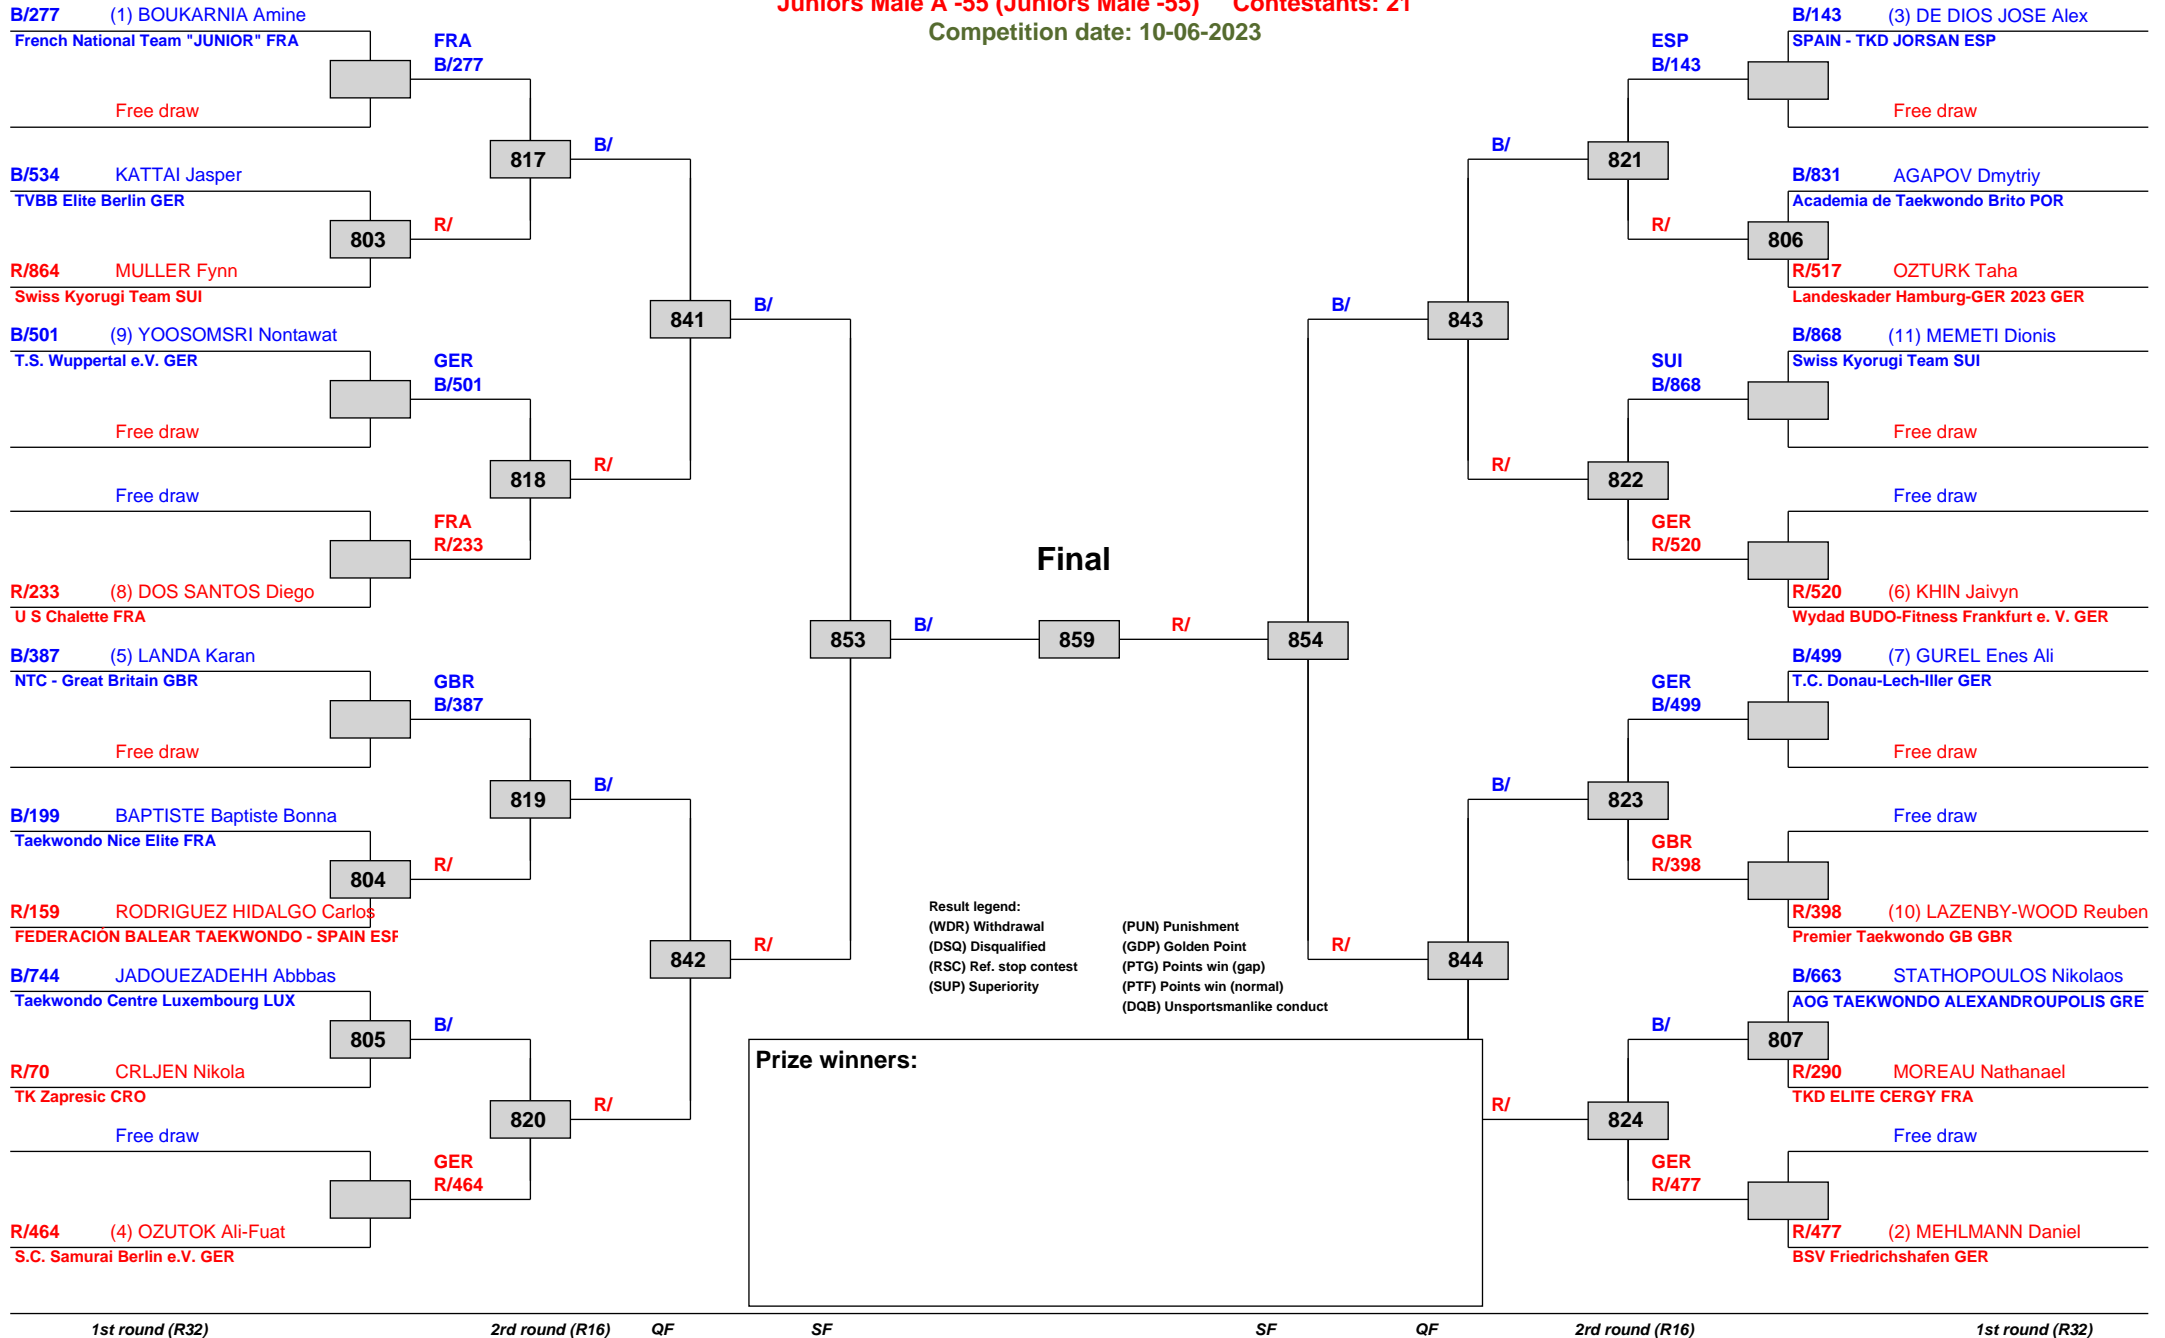 Juniors Male A -55 (Juniors Male -55) Contestants: 21
Competition date: 10-06-2023
B/277 (1) BOUKARNIA Amine
French National Team "JUNIOR" FRA
Free draw
FRA
B/277
B/534 KATTAI Jasper
TVBB Elite Berlin GER
803
R/864 MULLER Fynn
Swiss Kyorugi Team SUI
R/
817
B/
B/501 (9) YOOSOMSRI Nontawat
T.S. Wuppertal e.V. GER
Free draw
GER
B/501
Free draw
R/233 (8) DOS SANTOS Diego
U S Chalette FRA
FRA
R/233
818
R/
841
B/
B/387 (5) LANDA Karan
NTC - Great Britain GBR
Free draw
GBR
B/387
B/199 BAPTISTE Baptiste Bonna
Taekwondo Nice Elite FRA
804
R/159 RODRIGUEZ HIDALGO Carlos
FEDERACIÓN BALEAR TAEKWONDO - SPAIN ESP
R/
819
B/
B/744 JADOUEZADEHH Abbbas
Taekwondo Centre Luxembourg LUX
805
R/70 CRLJEN Nikola
TK Zapresic CRO
B/
Free draw
R/464 (4) OZUTOK Ali-Fuat
S.C. Samurai Berlin e.V. GER
GER
R/464
820
R/
842
R/
853
B/
Final
859
R/
854
B/
843
B/
821
ESP
B/143
B/143 (3) DE DIOS JOSE Alex
SPAIN - TKD JORSAN ESP
Free draw
R/
806
B/831 AGAPOV Dmytriy
Academia de Taekwondo Brito POR
R/517 OZTURK Taha
Landeskader Hamburg-GER 2023 GER
R/
822
SUI
B/868
B/868 (11) MEMETI Dionis
Swiss Kyorugi Team SUI
Free draw
GER
R/520
Free draw
R/520 (6) KHIN Jaivyn
Wydad BUDO-Fitness Frankfurt e. V. GER
R/
844
B/
823
GER
B/499
B/499 (7) GUREL Enes Ali
T.C. Donau-Lech-Iller GER
Free draw
GBR
R/398
Free draw
R/398 (10) LAZENBY-WOOD Reuben
Premier Taekwondo GB GBR
R/
824
B/
807
B/663 STATHOPOULOS Nikolaos
AOG TAEKWONDO ALEXANDROUPOLIS GRE
R/290 MOREAU Nathanael
TKD ELITE CERGY FRA
GER
R/477
Free draw
R/477 (2) MEHLMANN Daniel
BSV Friedrichshafen GER
Result legend:
(WDR) Withdrawal (PUN) Punishment
(DSQ) Disqualified (GDP) Golden Point
(RSC) Ref. stop contest (PTG) Points win (gap)
(SUP) Superiority (PTF) Points win (normal)
(DQB) Unsportsmanlike conduct
Prize winners:
1st round (R32) 2rd round (R16) QF SF SF QF 2rd round (R16) 1st round (R32)